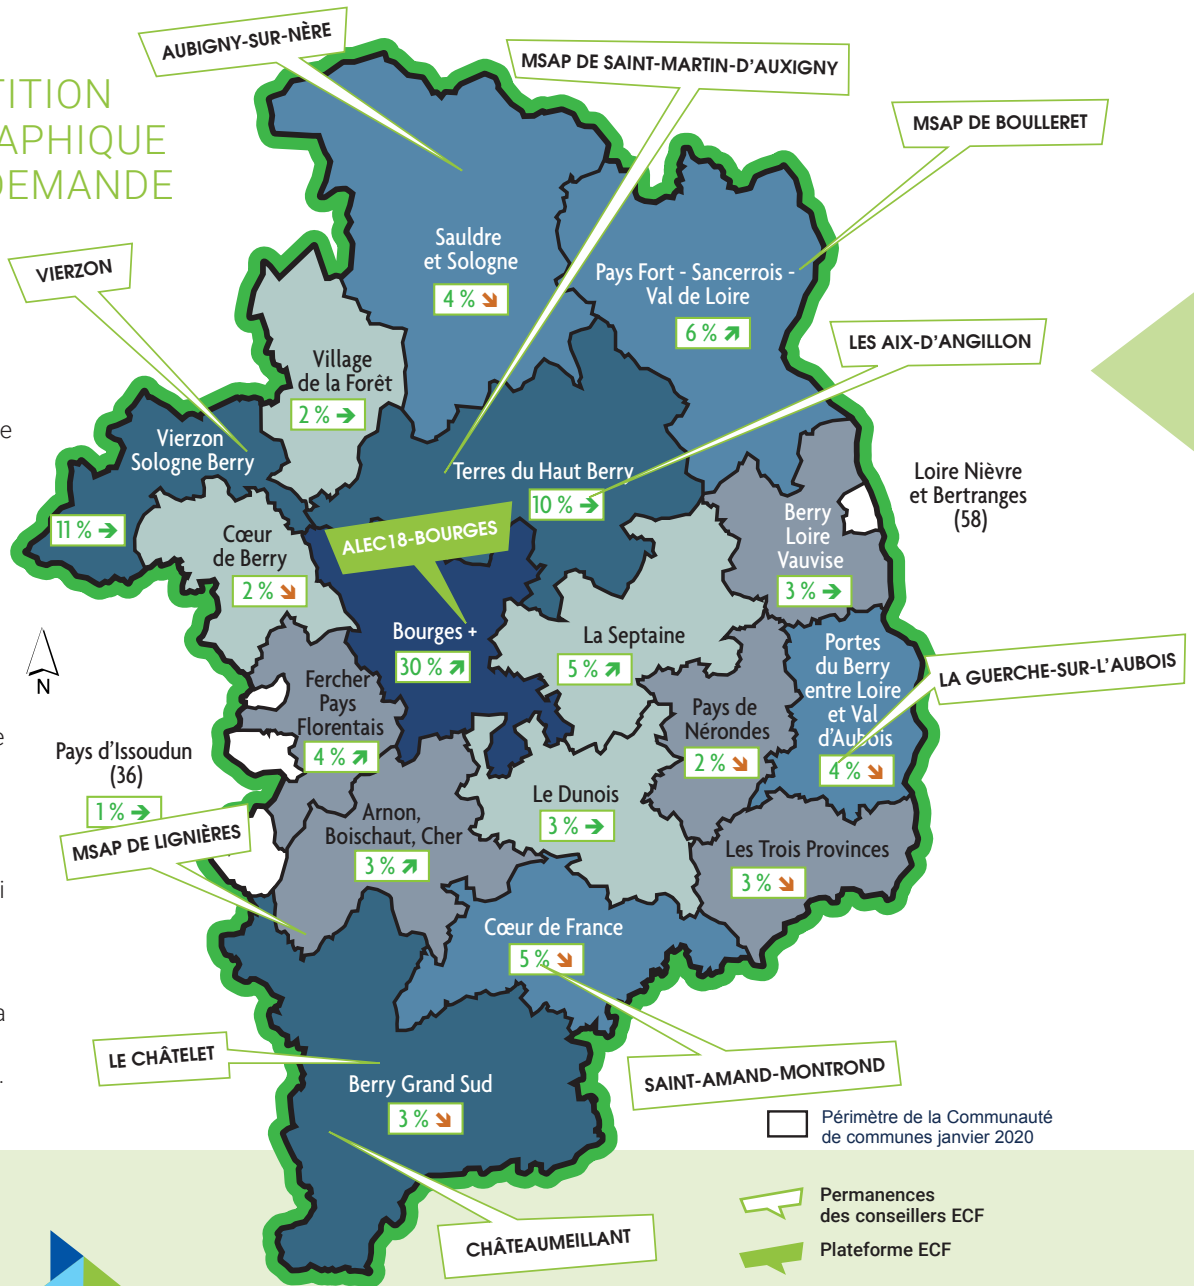 TITION
APHIQUE
DEMANDE
AUBIGNY-SUR-NÈRE
MSAP DE SAINT-MARTIN-D'AUXIGNY
MSAP DE BOULLERET
VIERZON
Sauldre
et Sologne
4 %
Pays Fort - Sancerrois -
Val de Loire
6 %
LES AIX-D'ANGILLON
Village
de la Forêt
2 %
e
Vierzon
Sologne Berry
11 %
Terres du Haut Berry
10 %
Loire Nièvre
et Bertranges
(58)
Cœur
de Berry
2 %
ALEC18-BOURGES
Berry
Loire
Vauvise
3 %
Bourges +
30 %
La Septaine
5 %
Portes
du Berry
entre Loire
et Val
d'Aubois
4 %
LA GUERCHE-SUR-L'AUBOIS
N
Fercher
Pays
Florentais
4 %
Pays de
Nérondes
2 %
e
Pays d'Issoudun
(36)
1 %
MSAP DE LIGNIÈRES
Arnon,
Boischaut, Cher
3 %
Le Dunois
3 %
Les Trois Provinces
3 %
i
Cœur de France
5 %
a
LE CHÂTELET
SAINT-AMAND-MONTROND
.
Berry Grand Sud
3 %
Périmètre de la Communauté
de communes janvier 2020
CHÂTEAUMEILLANT
Permanences
des conseillers ECF
Plateforme ECF